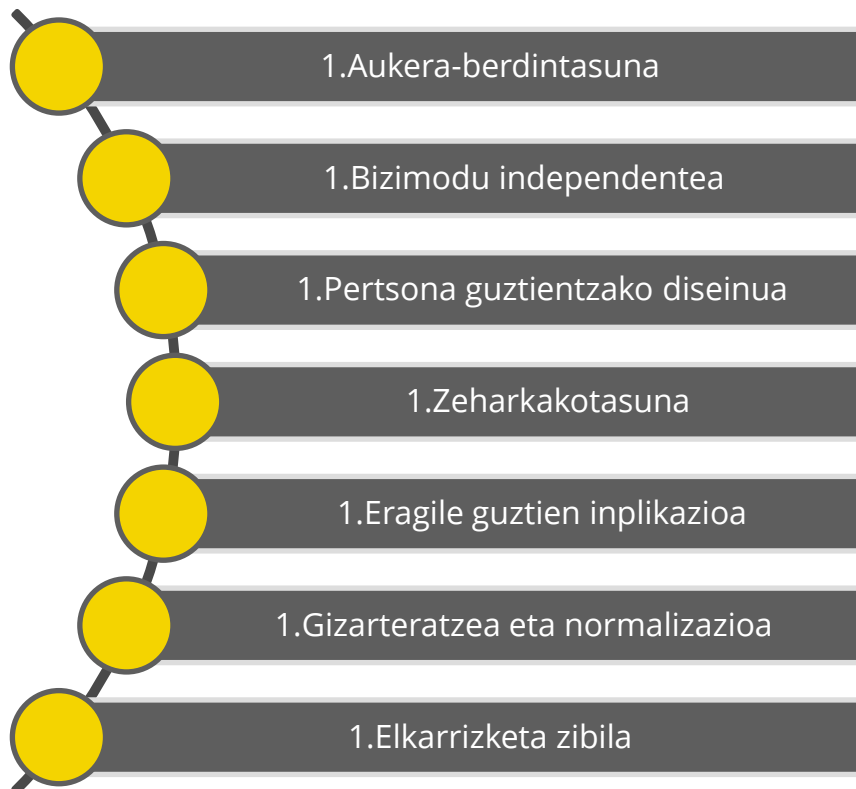 1.Aukera-berdintasuna
1.Bizimodu independentea
1.Pertsona guztientzako diseinua
1.Zeharkakotasuna
1.Eragile guztien inplikazioa
1.Gizarteratzea eta normalizazioa
1.Elkarrizketa zibila